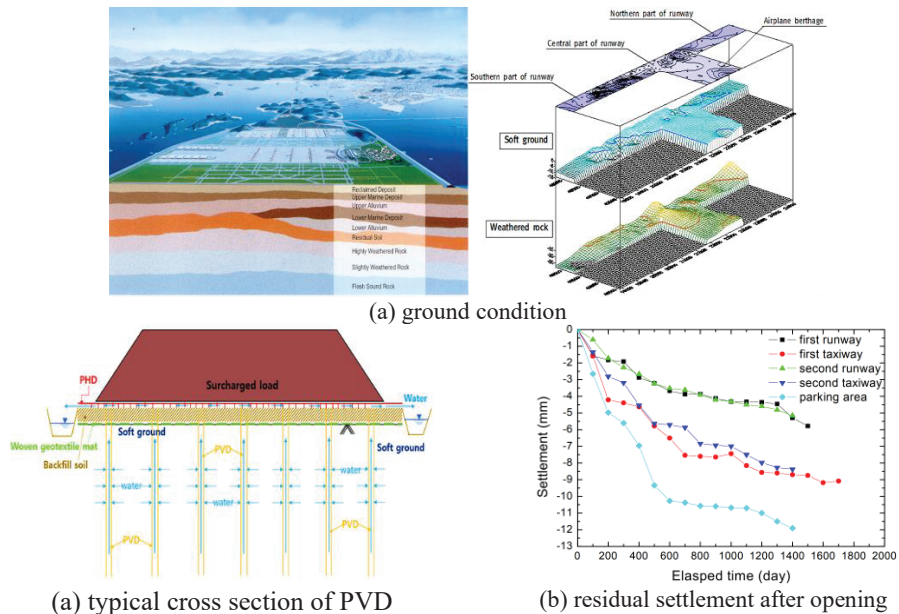 Northern part of runway
Airplane berthage
Central part of runway
Southern part of runway
Soft ground
Weathered rock
Reclaimed Deposit
Upper Marine Deposit
Upper Alluvium
Lower Marine Deposit
Lower Alluvium
Residual Soil
Highly Weathered Rock
Slightly Weathered Rock
Flesh Sound Rock
(a) ground condition
PHD
Surcharged load
Water
Soft ground
Woven geotextile mat
Backfill soil
PVD
Soft ground
water
water
water
water
PVD
PVD
(a) typical cross section of PVD
first runway
first taxiway
second runway
second taxiway
parking area
Settlement (mm)
0
-1
-2
-3
-4
-5
-6
-7
-8
-9
-10
-11
-12
-13
0 200 400 600 800 1000 1200 1400 1600 1800 2000
Elasped time (day)
(b) residual settlement after opening